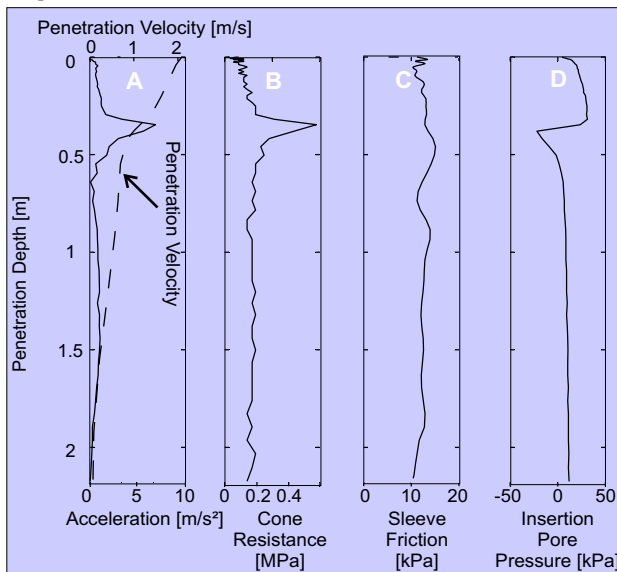 Penetration Velocity [m/s]
0 1 2
A B C D
0
0.5
1
1.5
2
Penetration Depth [m]
Penetration Velocity
0 5 10
0 0.2 0.4
0 10 20
-50 0 50
Acceleration [m/s²]
Cone
Resistance
[MPa]
Sleeve
Friction
[kPa]
Insertion
Pore
Pressure [kPa]